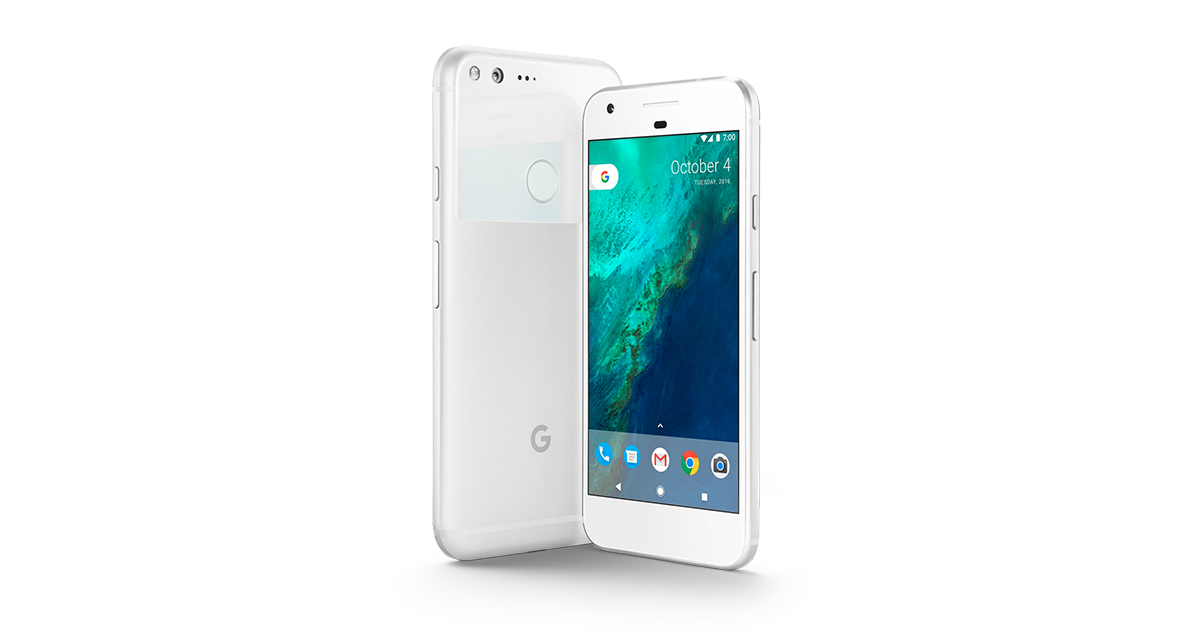 7:00
G
October 4
TUESDAY, 2016
G